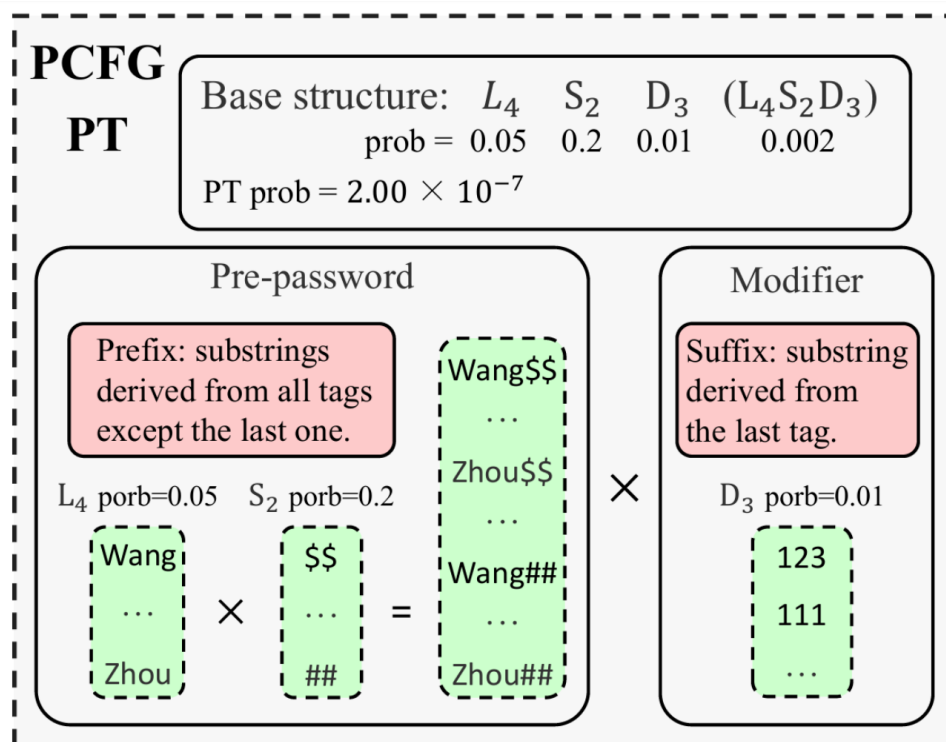 PCFG
PT
Base structure: L₄ S₂ D₃ (L₄S₂D₃)
prob = 0.05 0.2 0.01 0.002
PT prob = 2.00 × 10⁻⁷
Pre-password
Prefix: substrings
derived from all tags
except the last one.
L₄ porb=0.05 S₂ porb=0.2
Wang
...
Zhou
×
$$
...
##
=
Wang$$
...
Zhou$$
...
Wang##
...
Zhou##
×
Modifier
Suffix: substring
derived from
the last tag.
D₃ porb=0.01
123
111
...